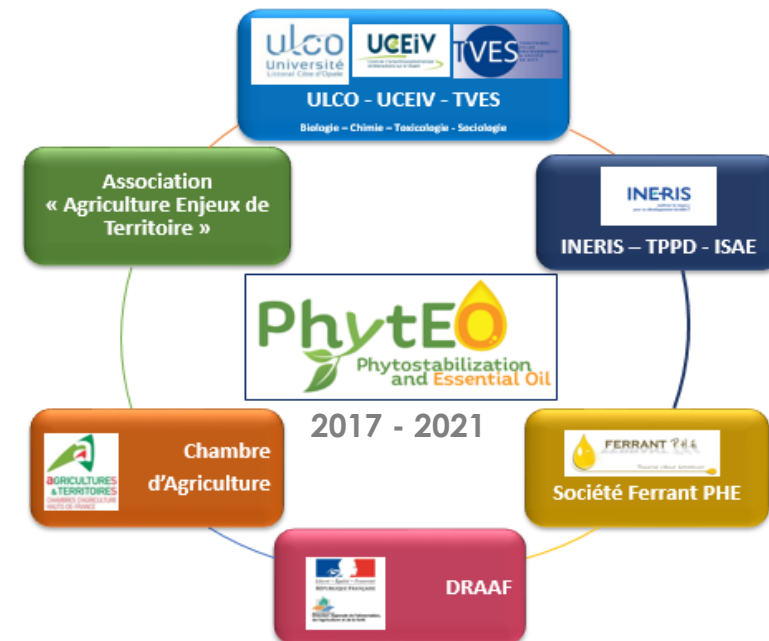 ulco
Université
Littoral Côte d'Opale
UCEiV
TVES
ULCO - UCEIV - TVES
Biologie – Chimie – Toxicologie - Sociologie
Association
« Agriculture Enjeux de
Territoire »
INERIS
INERIS – TPPD - ISAE
PhytEO
Phytostabilization
and Essential Oil
2017 - 2021
AGRICULTURES
& TERRITOIRES
CHAMBRES D'AGRICULTURE
HAUTS-DE-FRANCE
Chambre
d'Agriculture
FERRANT PHE
Société Ferrant PHE
Liberté • Égalité • Fraternité
RÉPUBLIQUE FRANÇAISE
DRAAF